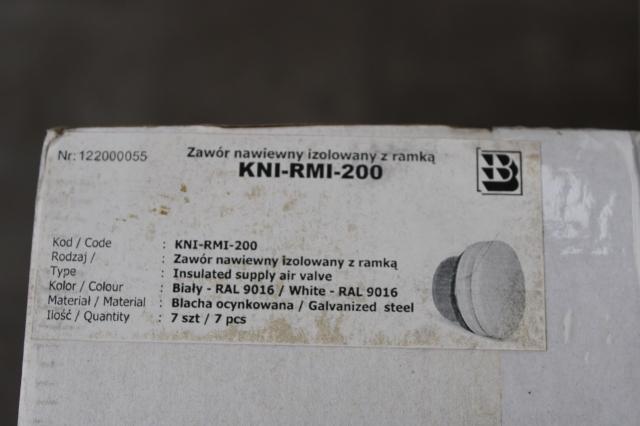 Nr: 122000055
Zawór nawiewny izolowany z ramką
KNI-RMI-200
B
Kod / Code : KNI-RMI-200
Rodzaj / : Zawór nawiewny izolowany z ramką
Type : Insulated supply air valve
Kolor / Colour : Biały - RAL 9016 / White - RAL 9016
Materiał / Material : Blacha ocynkowana / Galvanized steel
Ilość / Quantity : 7 szt / 7 pcs